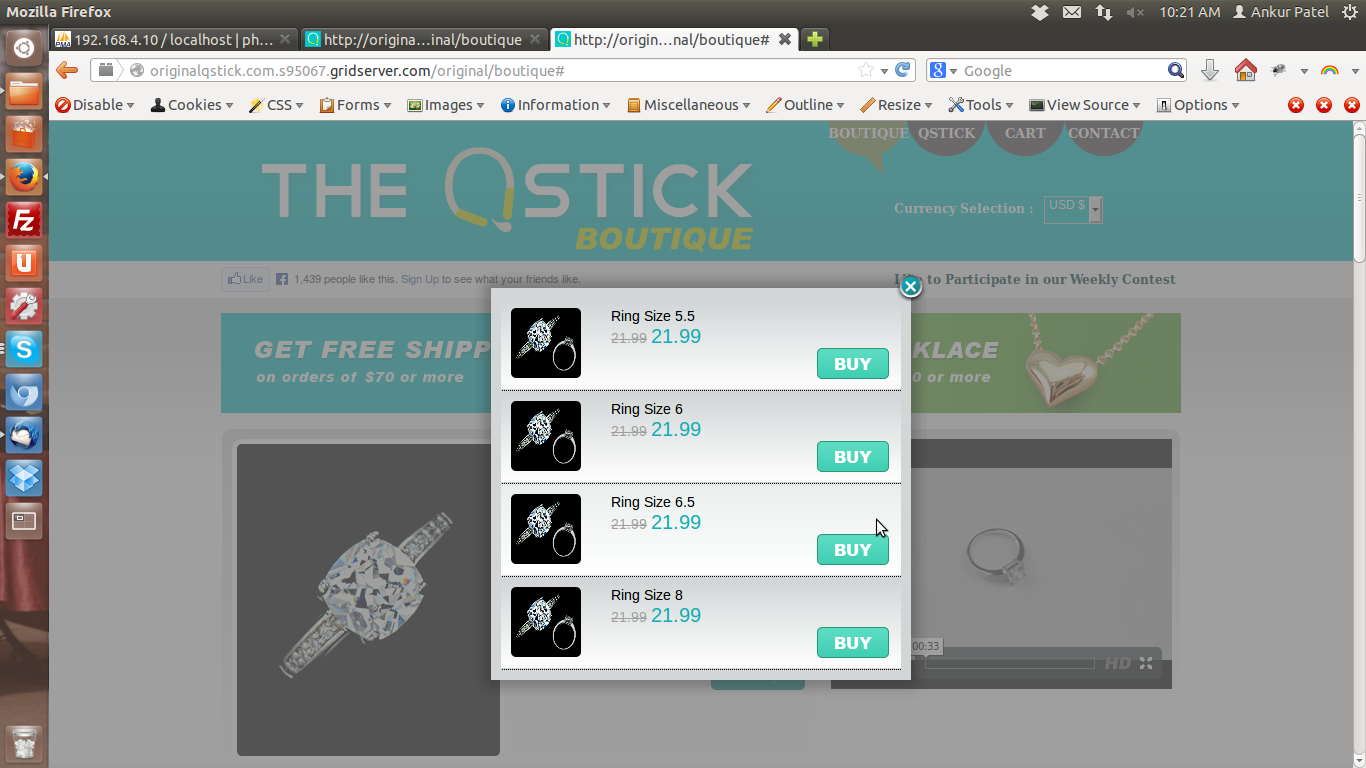 Mozilla Firefox
10:21 AM Ankur Patel
192.168.4.10 / localhost | ph...
http://origina...inal/boutique
http://origin...nal/boutique#
originalqstick.com.s95067.gridserver.com/original/boutique#
Google
Disable Cookies CSS Forms Images Information Miscellaneous Outline Resize Tools View Source Options
BOUTIQUE QSTICK CART CONTACT
THE QSTICK
BOUTIQUE
Currency Selection : USD $
Like 1,439 people like this. Sign Up to see what your friends like.
to Participate in our Weekly Contest
GET FREE SHIPP
on orders of $70 or more
KLACE
0 or more
Ring Size 5.5
21.99 21.99
BUY
Ring Size 6
21.99 21.99
BUY
Ring Size 6.5
21.99 21.99
BUY
Ring Size 8
21.99 21.99
BUY
00:33
HD